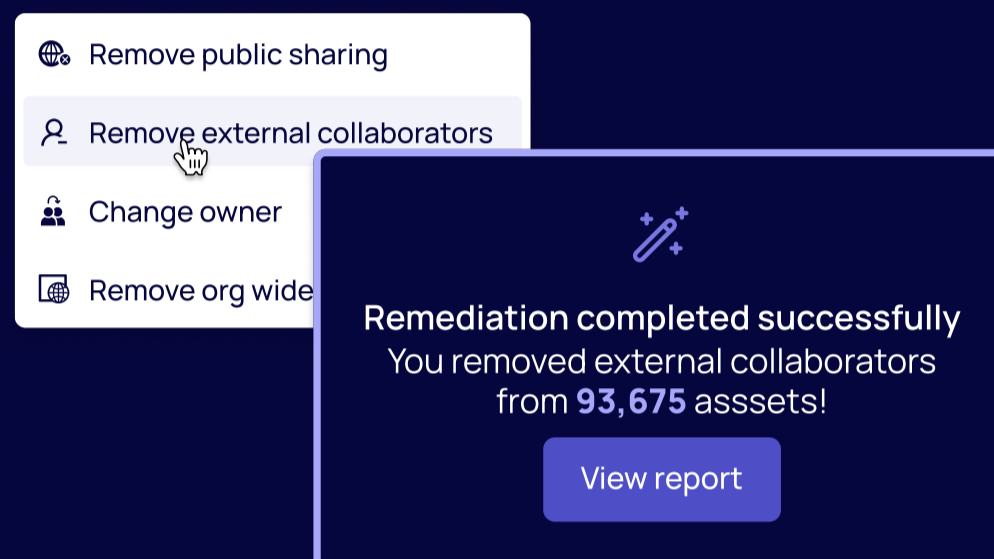 Remove public sharing
Remove external collaborators
Change owner
Remove org wide
Remediation completed successfully
You removed external collaborators
from 93,675 asssets!
View report